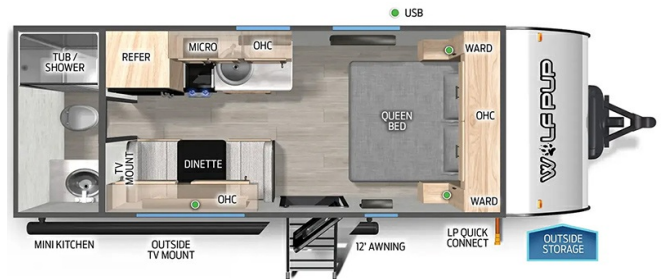 USB
TUB /
SHOWER
REFER
MICRO
OHC
WARD
QUEEN
BED
OHC
WOLF PUP
TV
MOUNT
DINETTE
OHC
WARD
MINI KITCHEN
OUTSIDE
TV MOUNT
12' AWNING
LP QUICK
CONNECT
OUTSIDE
STORAGE